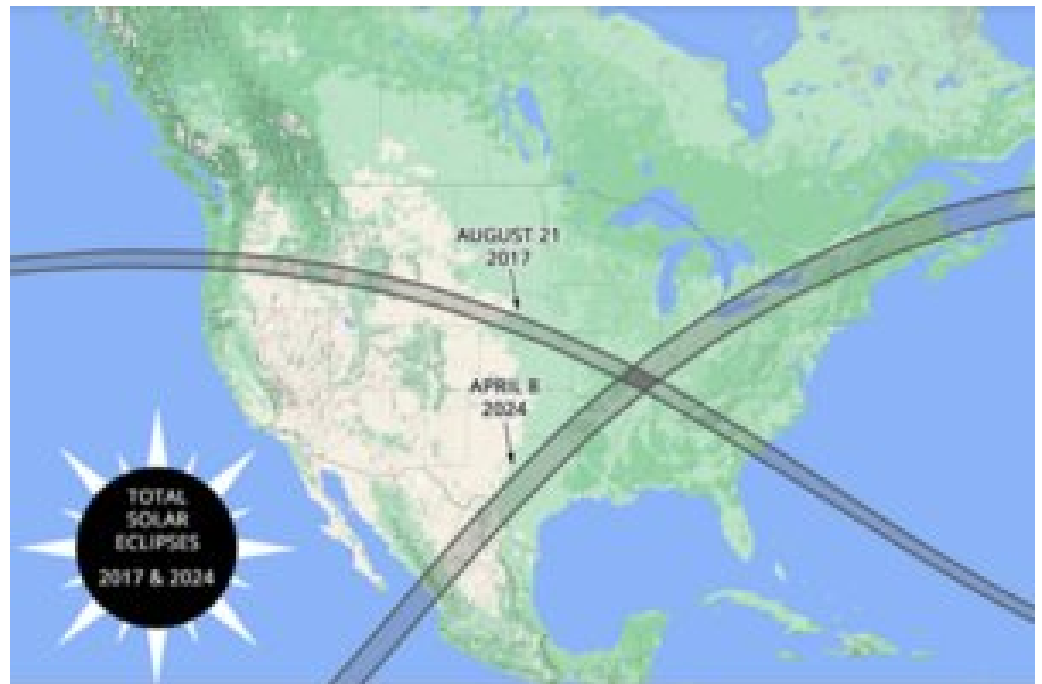 AUGUST 21
2017
APRIL 8
2024
TOTAL
SOLAR
ECLIPSES
2017 & 2024